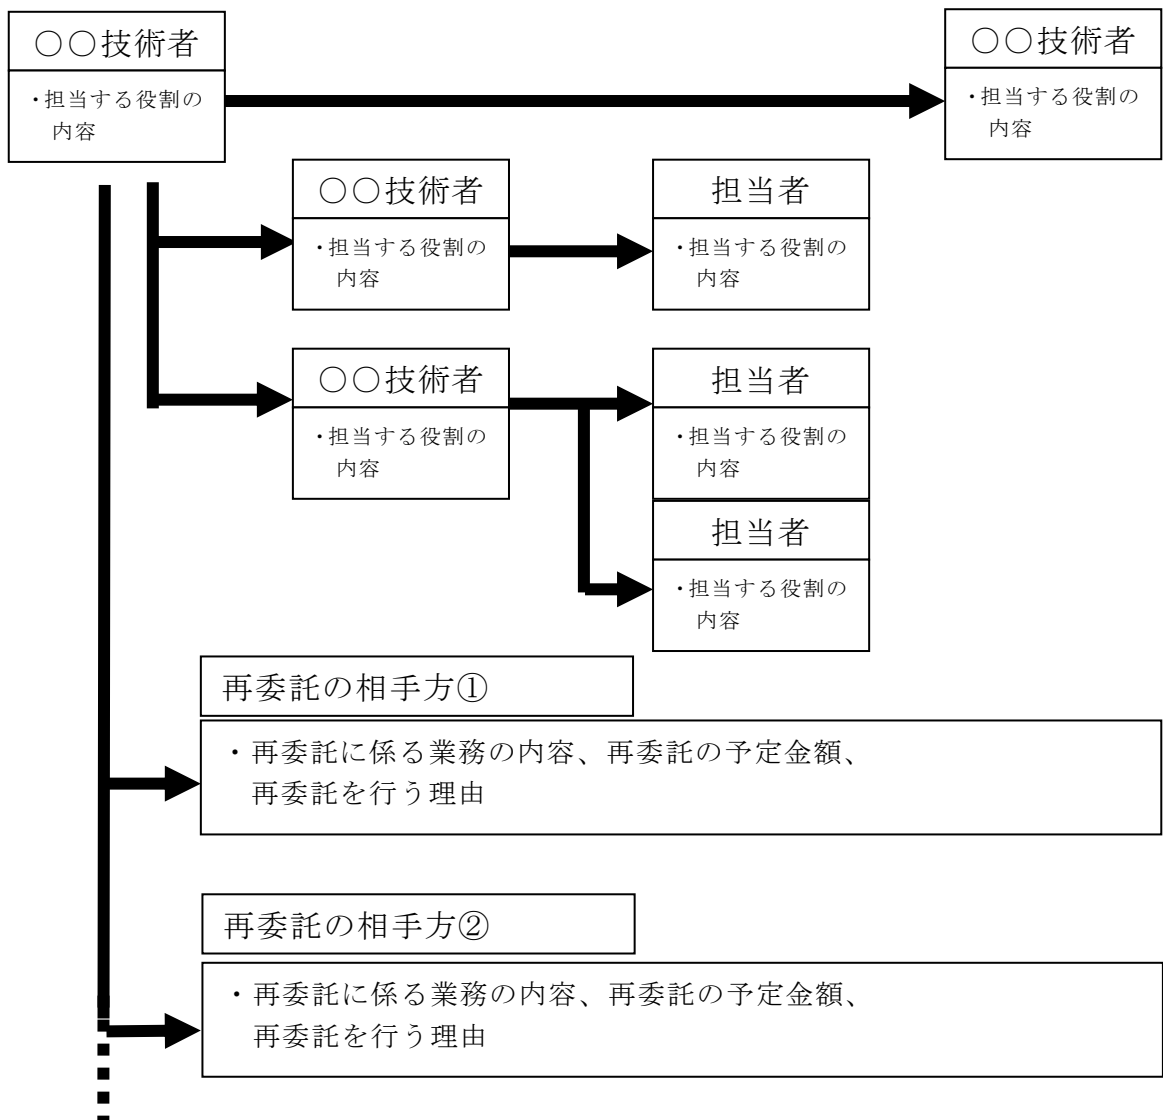 ○○技術者
・担当する役割の
内容
○○技術者
・担当する役割の
内容
○○技術者
・担当する役割の
内容
担当者
・担当する役割の
内容
○○技術者
・担当する役割の
内容
担当者
・担当する役割の
内容
担当者
・担当する役割の
内容
再委託の相手方①
・再委託に係る業務の内容、再委託の予定金額、
再委託を行う理由
再委託の相手方②
・再委託に係る業務の内容、再委託の予定金額、
再委託を行う理由